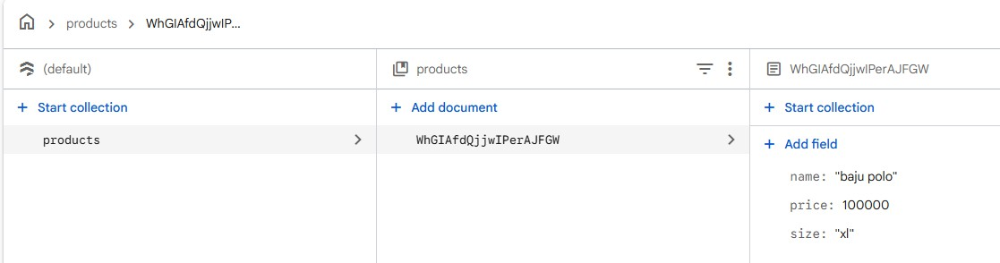 products WhGIAfdQjjwIP...
(default)
+ Start collection
products
products
+ Add document
WhGIAfdQjjwIPerAJFGW
WhGIAfdQjjwIPerAJFGW
+ Start collection
+ Add field
name: "baju polo"
price: 100000
size: "xl"